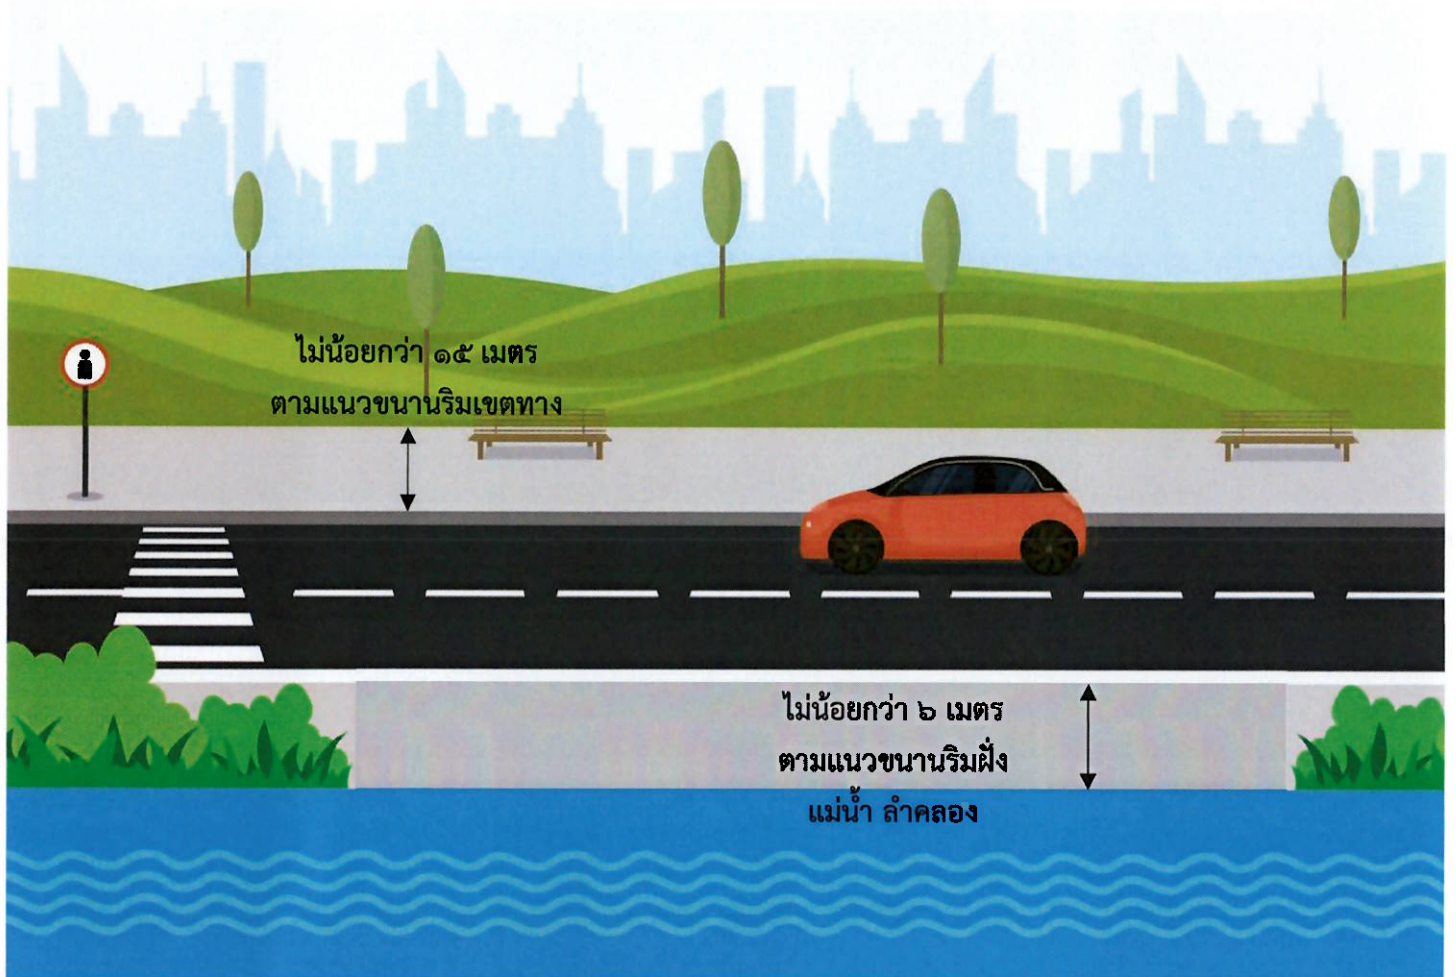 ไม่น้อยกว่า ๑๕ เมตร
ตามแนวขนานริมเขตทาง
ไม่น้อยกว่า ๖ เมตร
ตามแนวขนานริมฝั่ง
แม่น้ำ ลำคลอง